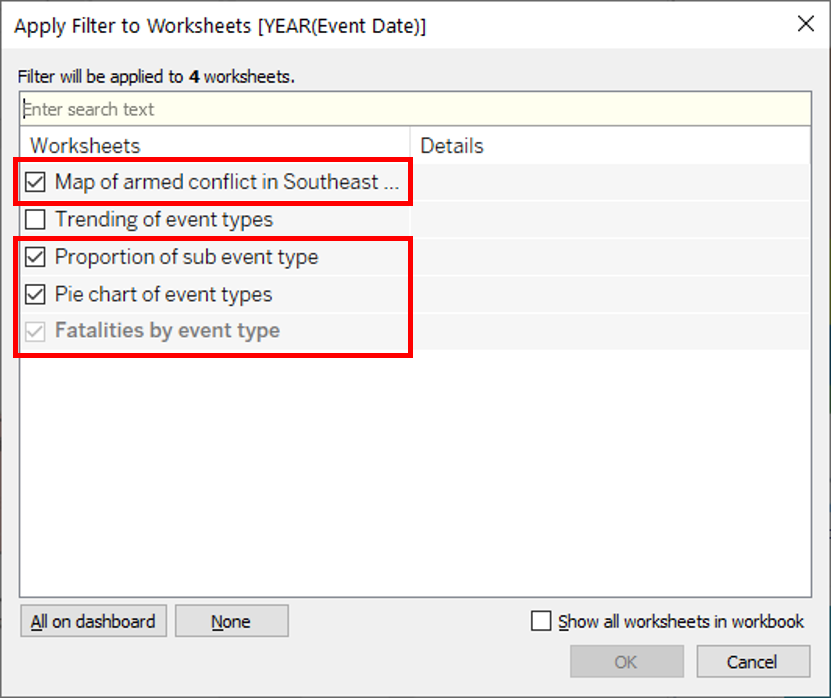 Apply Filter to Worksheets [YEAR(Event Date)]
Filter will be applied to 4 worksheets.
Enter search text
Worksheets Details
Map of armed conflict in Southeast ...
Trending of event types
Proportion of sub event type
Pie chart of event types
Fatalities by event type
All on dashboard None Show all worksheets in workbook
OK Cancel